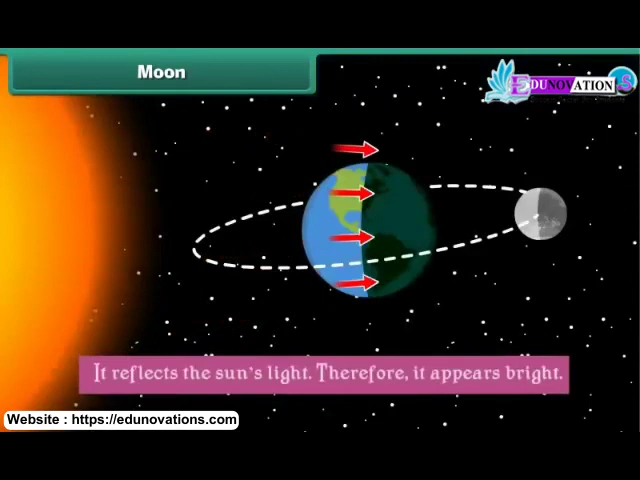 Moon
EDUNOVATIONS
It reflects the sun's light. Therefore, it appears bright.
Website : https://edunovations.com